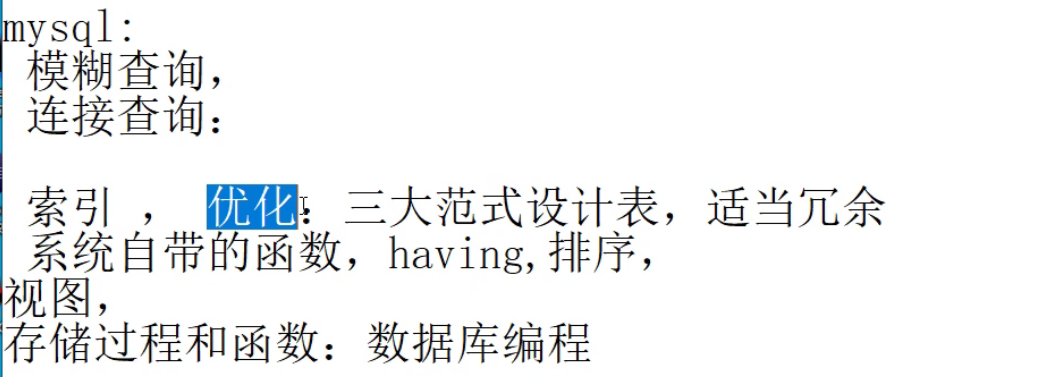 mysql:
模糊查询，
连接查询：
索引 ， 优化：三大范式设计表，适当冗余
系统自带的函数，having,排序，
视图，
存储过程和函数：数据库编程